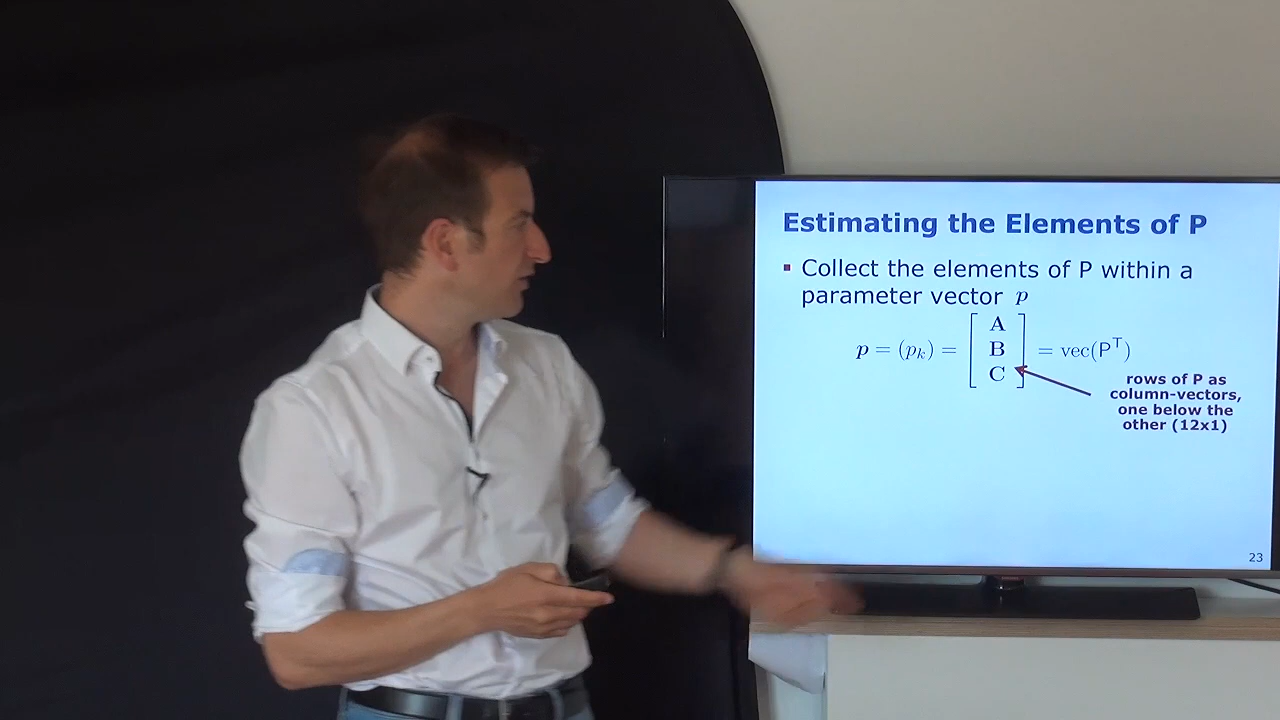 Estimating the Elements of P
▪ Collect the elements of P within a
parameter vector p
p = (p_k) = [ A B C ] = vec(P^T)
rows of P as
column-vectors,
one below the
other (12x1)
23